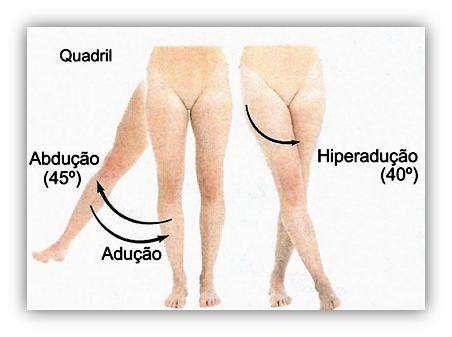 Quadril
Abdução
(45º)
Adução
Hiperadução
(40º)